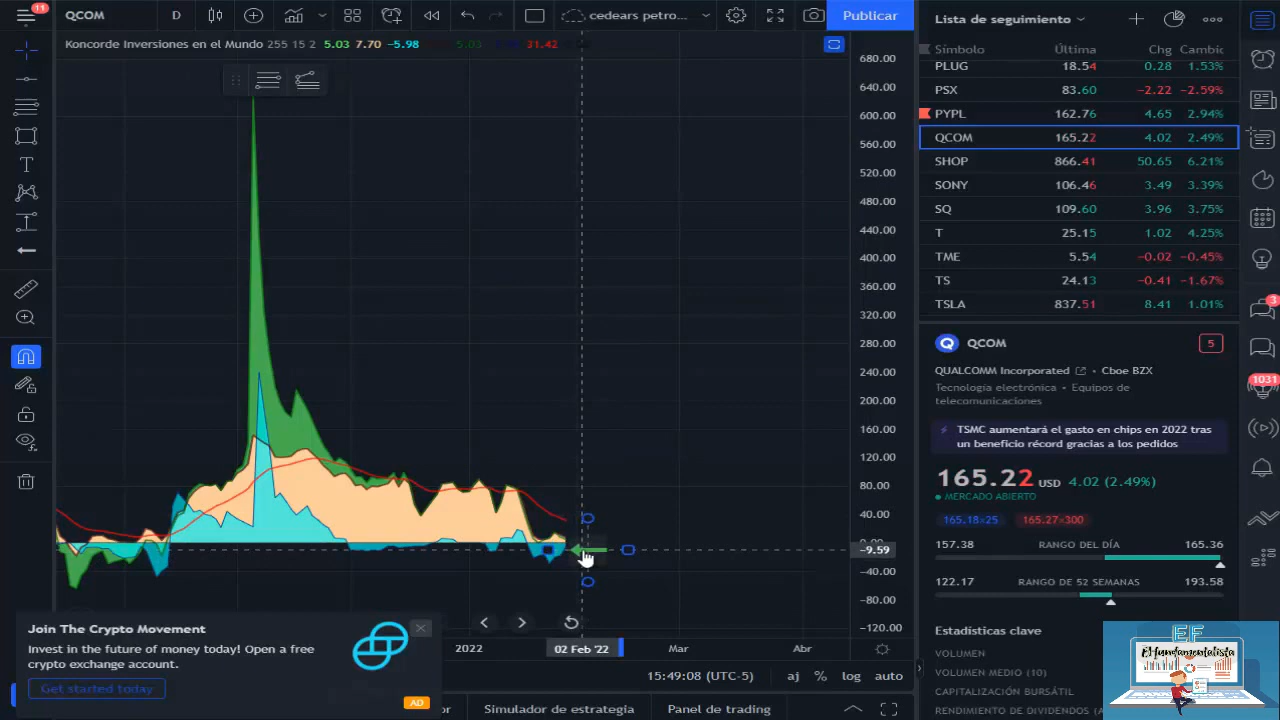 11
QCOM D cedears petro... Publicar
Koncorde Inversiones en el Mundo 255 15 2 5.03 7.70 −5.98 5.03 31.42
680.00
640.00
600.00
560.00
520.00
480.00
440.00
400.00
360.00
320.00
280.00
240.00
200.00
160.00
120.00
80.00
40.00
0.00
−9.59
−40.00
−80.00
−120.00
2022 02 Feb '22 Mar Abr
15:49:08 (UTC-5) aj % log auto
Simulador de estrategia Panel de trading
Join The Crypto Movement
Invest in the future of money today! Open a free
crypto exchange account.
Get started today
AD
Lista de seguimiento
Símbolo Última Chg Cambic
PLUG 18.54 0.28 1.53%
PSX 83.60 −2.22 −2.59%
PYPL 162.76 4.65 2.94%
QCOM 165.22 4.02 2.49%
SHOP 866.41 50.65 6.21%
SONY 106.46 3.49 3.39%
SQ 109.60 3.96 3.75%
T 25.15 1.02 4.25%
TME 5.54 −0.02 −0.45%
TS 24.13 −0.41 −1.67%
TSLA 837.51 8.41 1.01%
Q QCOM 5
QUALCOMM Incorporated • Cboe BZX
Tecnología electrónica • Equipos de
telecomunicaciones
TSMC aumentará el gasto en chips en 2022 tras
un beneficio récord gracias a los pedidos
165.22 USD 4.02 (2.49%)
MERCADO ABIERTO
165.18×25 165.27×300
157.38 RANGO DEL DÍA 165.36
122.17 RANGO DE 52 SEMANAS 193.58
Estadísticas clave
VOLUMEN
VOLUMEN MEDIO (10)
CAPITALIZACIÓN BURSÁTIL
RENDIMIENTO DE DIVIDENDOS (A
3
1031
EF
El Fundamentalista